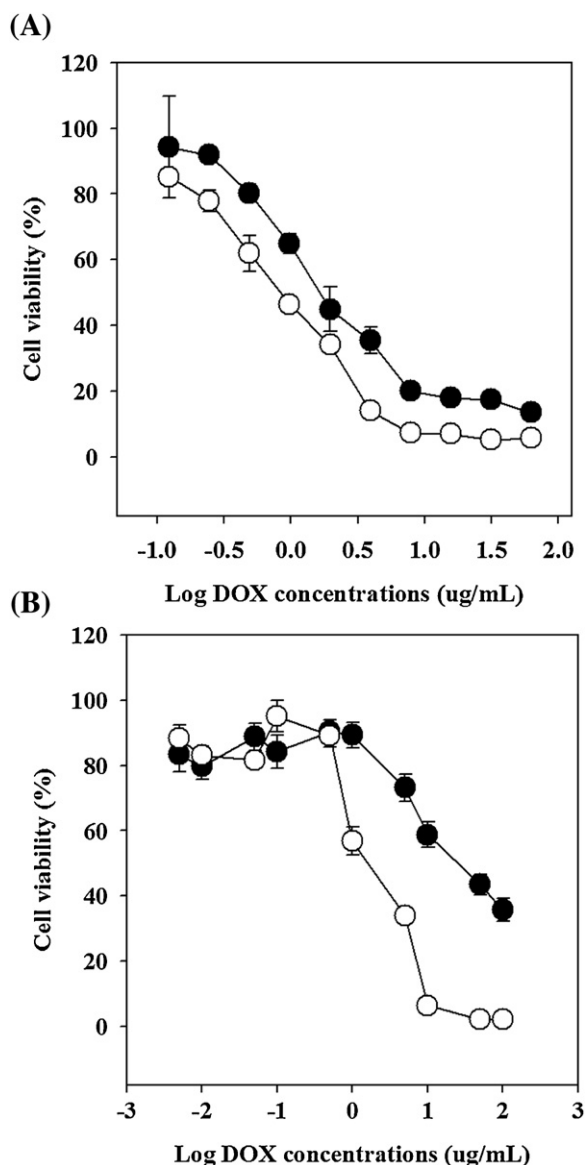 (A)
120
100
80
60
40
20
0
Cell viability (%)
-1.0 -0.5 0.0 0.5 1.0 1.5 2.0
Log DOX concentrations (ug/mL)
(B)
120
100
80
60
40
20
0
Cell viability (%)
-3 -2 -1 0 1 2 3
Log DOX concentrations (ug/mL)